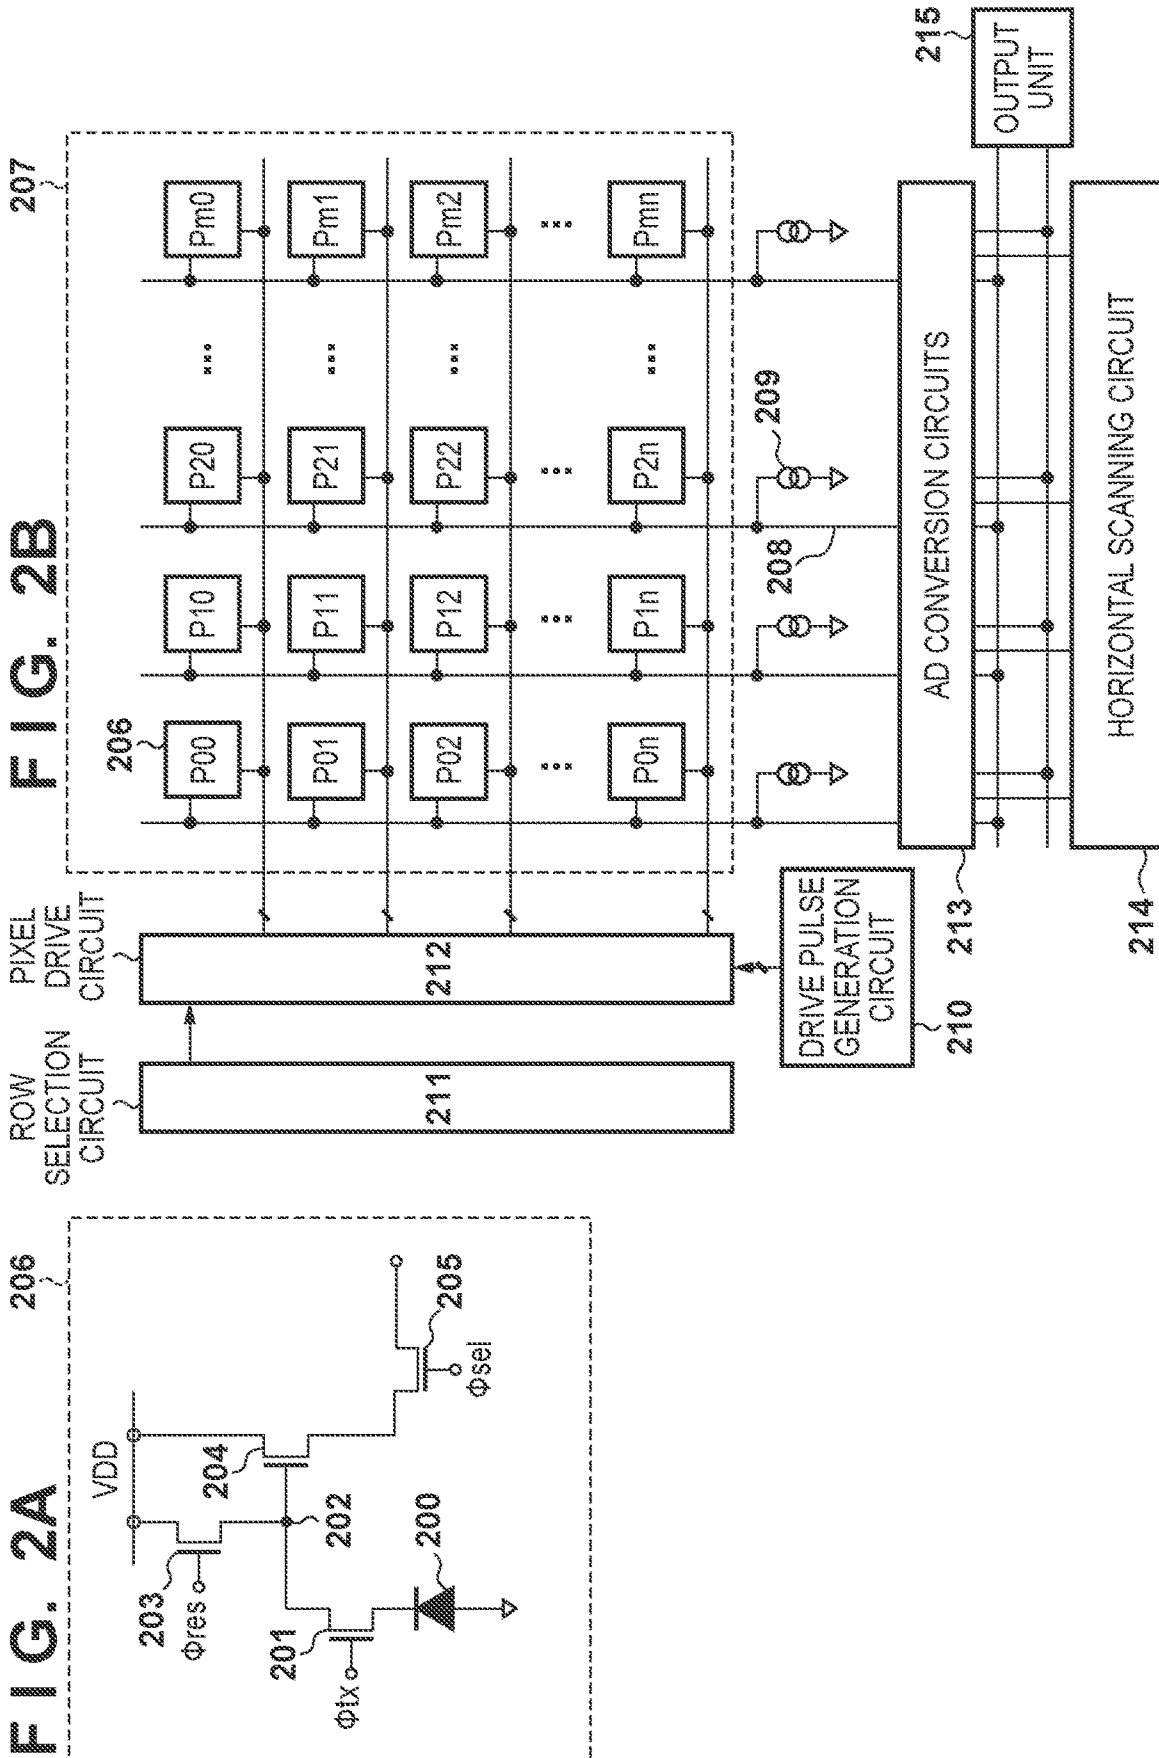 FIG. 2A
206
VDD
203
Φres
204
202
201
Φtx
200
205
Φsel
FIG. 2B
ROW
SELECTION
CIRCUIT
PIXEL
DRIVE
CIRCUIT
206
207
P00
P10
P20
...
Pm0
P01
P11
P21
...
Pm1
P02
P12
P22
...
Pm2
...
...
...
...
P0n
P1n
P2n
...
Pmn
211
212
208
209
DRIVE PULSE
GENERATION
CIRCUIT
210
AD CONVERSION CIRCUITS
213
215
OUTPUT
UNIT
HORIZONTAL SCANNING CIRCUIT
214